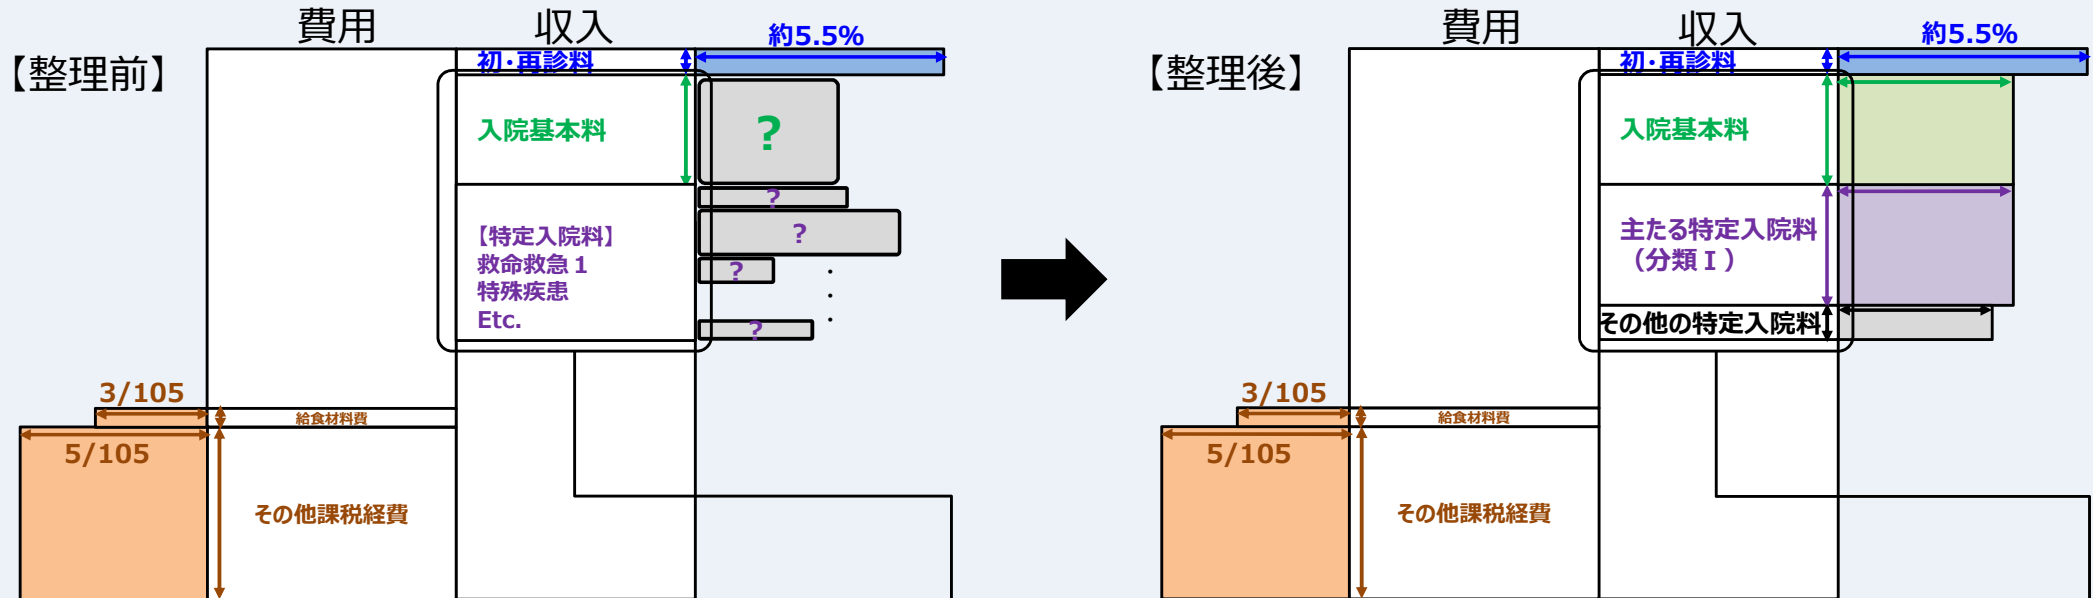 【整理前】
費用
収入
初・再診料
約5.5%
入院基本料
?
?
【特定入院料】
?
救命救急１
?
特殊疾患
Etc.
?
・
・
・
3/105
給食材料費
5/105
その他課税経費
【整理後】
費用
収入
初・再診料
約5.5%
入院基本料
主たる特定入院料
（分類Ⅰ）
その他の特定入院料
3/105
給食材料費
5/105
その他課税経費